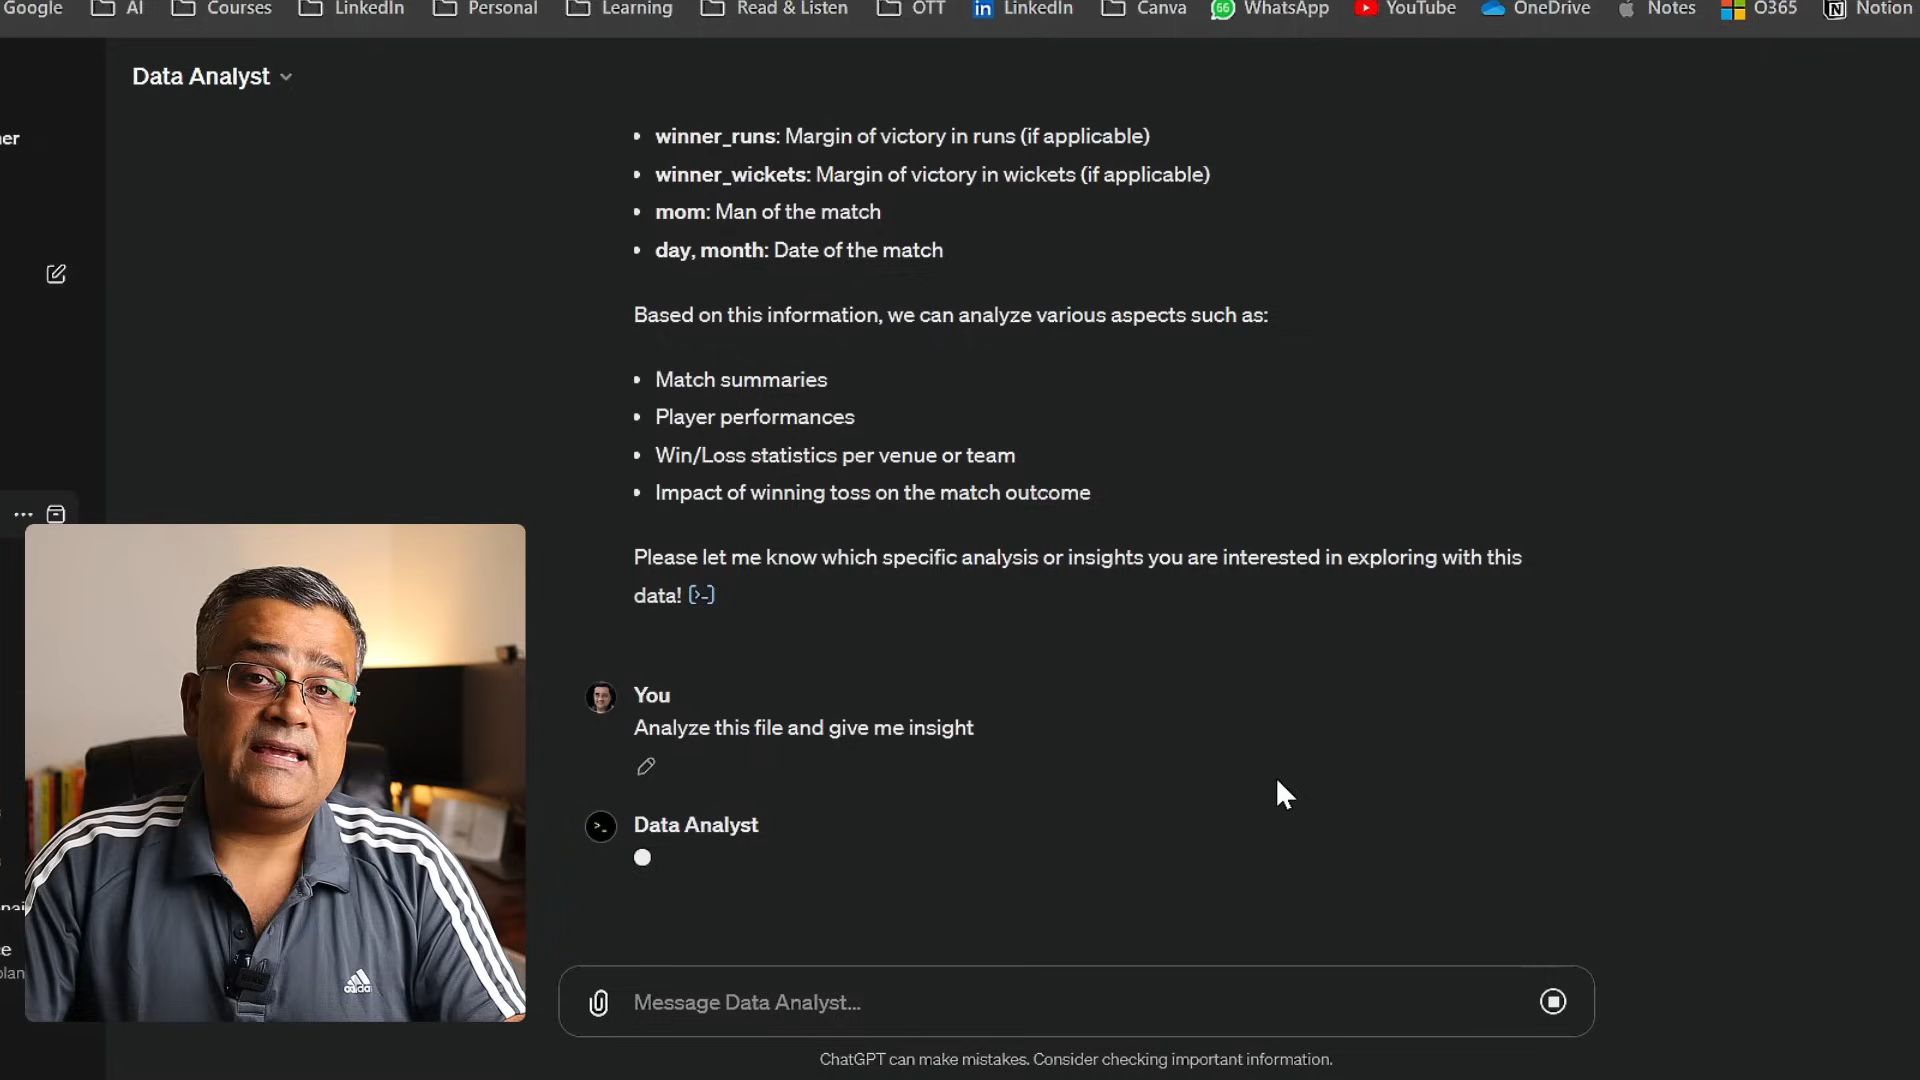 Google AI Courses LinkedIn Personal Learning Read & Listen OTT LinkedIn Canva 66 WhatsApp YouTube OneDrive Notes O365 Notion
Data Analyst
er
winner_runs: Margin of victory in runs (if applicable)
winner_wickets: Margin of victory in wickets (if applicable)
mom: Man of the match
day, month: Date of the match
Based on this information, we can analyze various aspects such as:
Match summaries
Player performances
Win/Loss statistics per venue or team
Impact of winning toss on the match outcome
Please let me know which specific analysis or insights you are interested in exploring with this
data!
You
Analyze this file and give me insight
Data Analyst
Message Data Analyst...
ChatGPT can make mistakes. Consider checking important information.
adidas